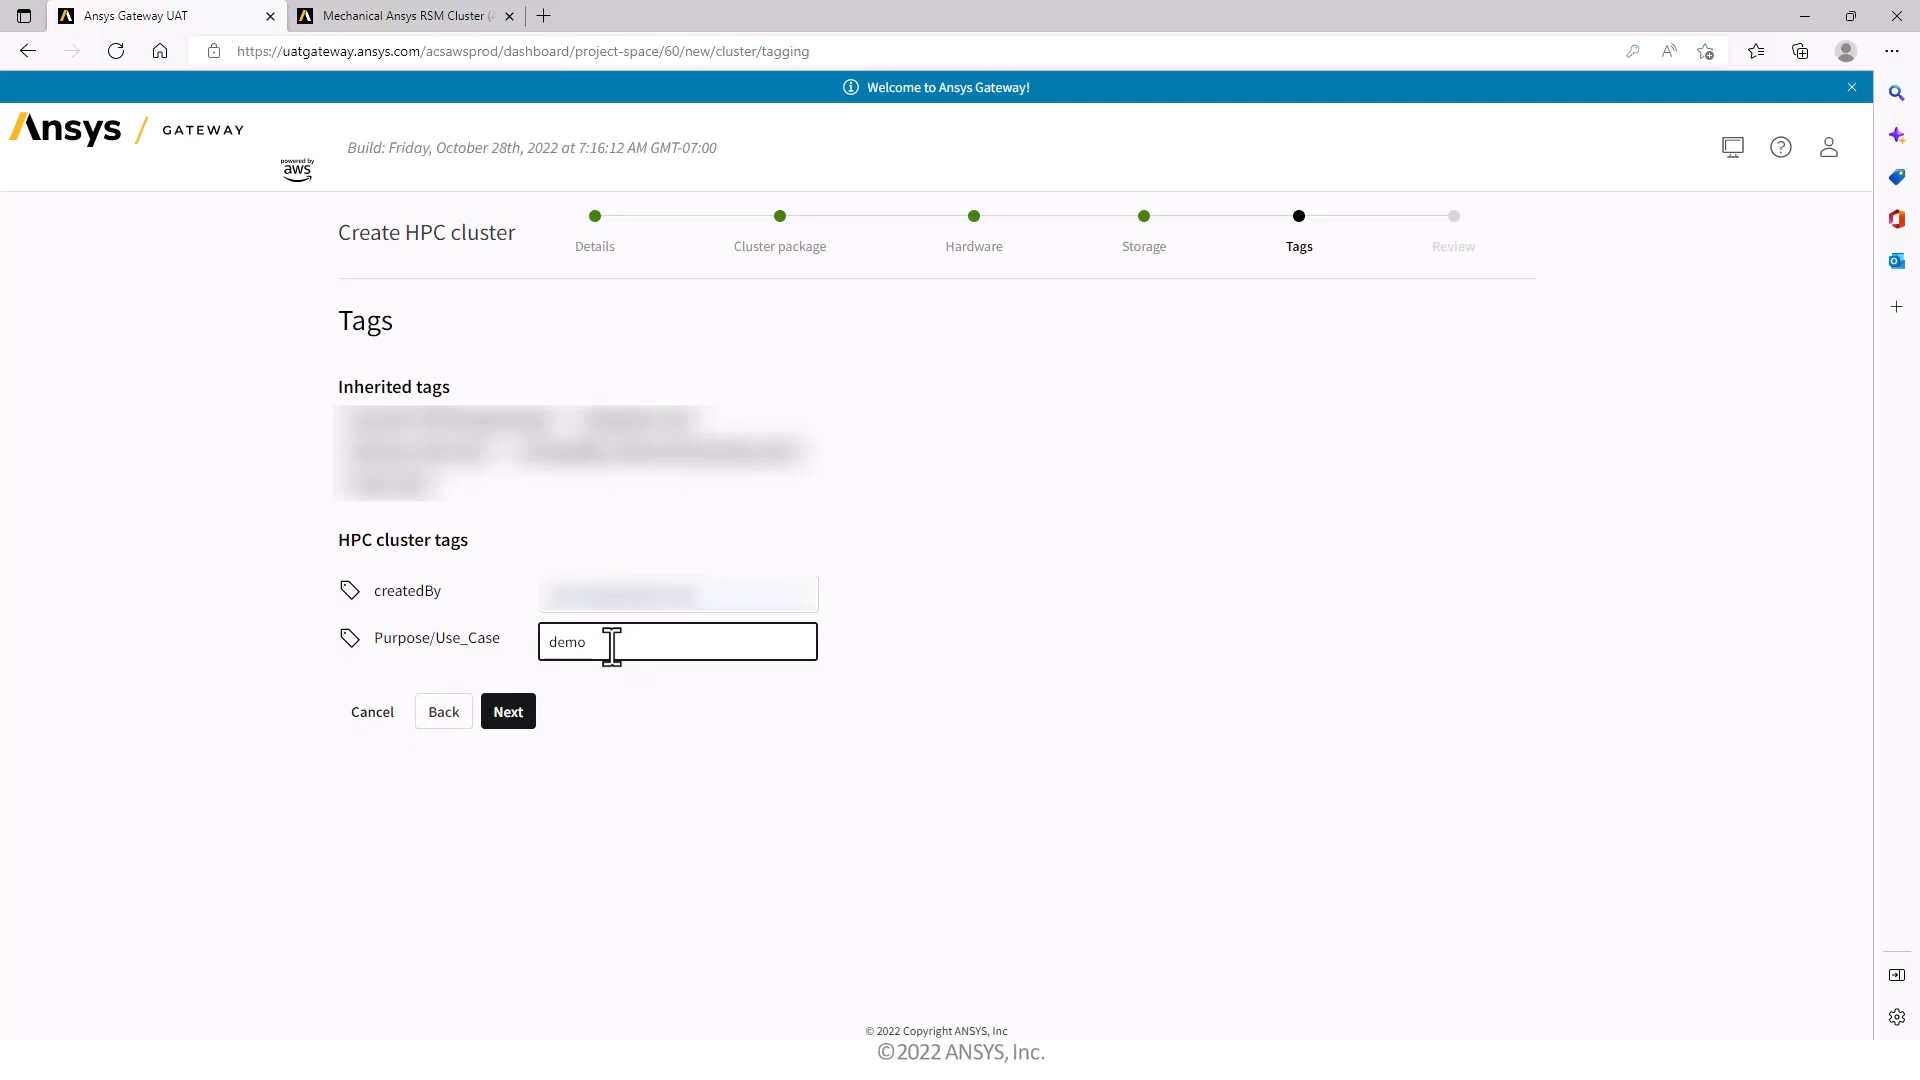 Ansys Gateway UAT
Mechanical Ansys RSM Cluster (
https://uatgateway.ansys.com/acsawsprod/dashboard/project-space/60/new/cluster/tagging
Welcome to Ansys Gateway!
Ansys / GATEWAY
powered by
aws
Build: Friday, October 28th, 2022 at 7:16:12 AM GMT-07:00
Create HPC cluster
Details
Cluster package
Hardware
Storage
Tags
Review
Tags
Inherited tags
HPC cluster tags
createdBy
Purpose/Use_Case
demo
Cancel
Back
Next
© 2022 Copyright ANSYS, Inc
©2022 ANSYS, Inc.